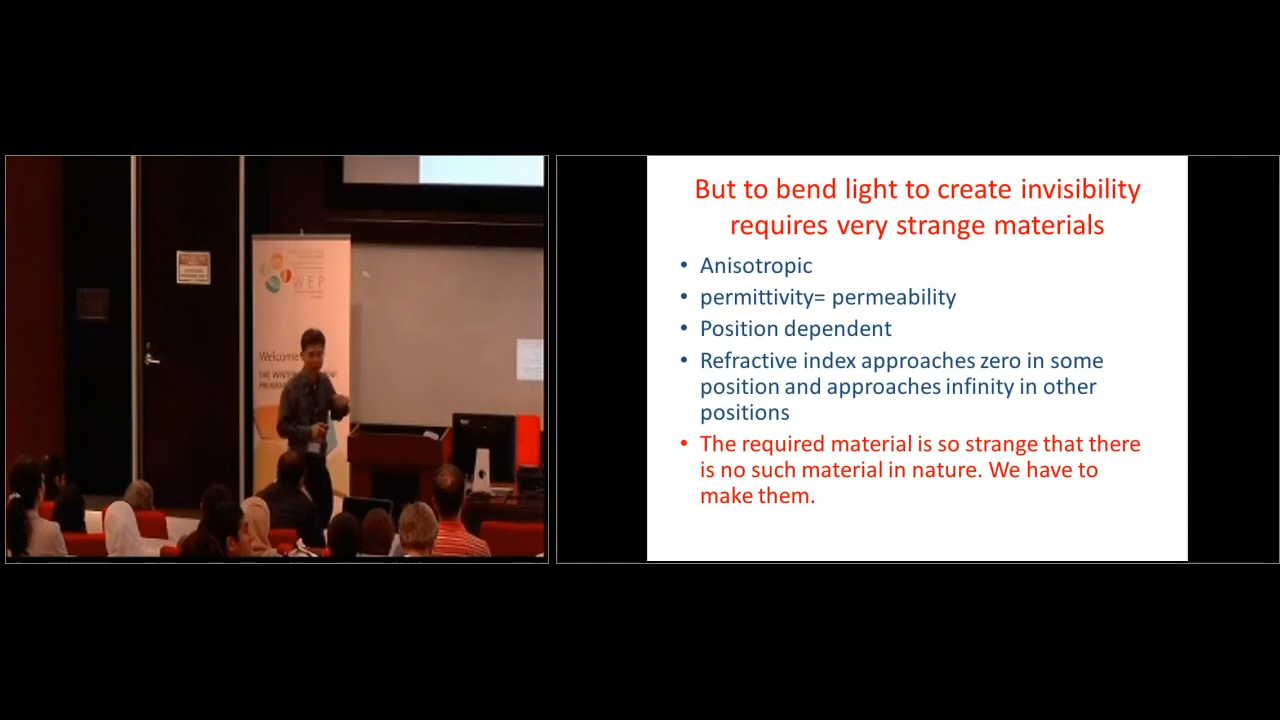 WEP
Welcome
But to bend light to create invisibility
requires very strange materials
• Anisotropic
• permittivity= permeability
• Position dependent
• Refractive index approaches zero in some
position and approaches infinity in other
positions
• The required material is so strange that there
is no such material in nature. We have to
make them.